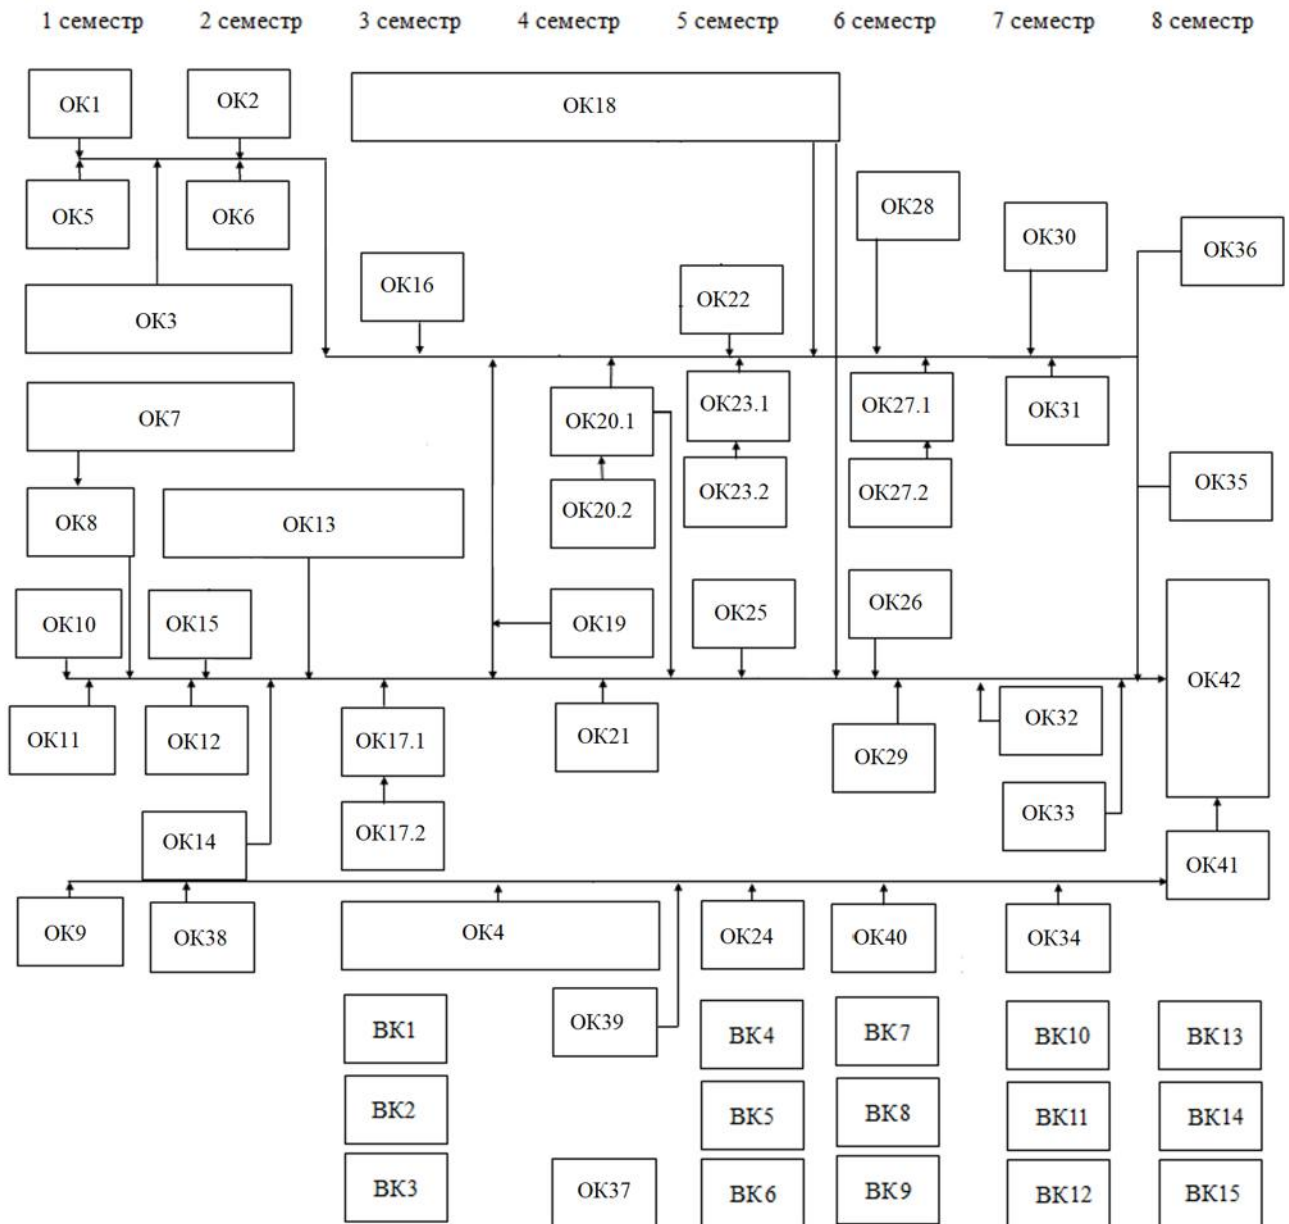 1 семестр 2 семестр 3 семестр 4 семестр 5 семестр 6 семестр 7 семестр 8 семестр
ОК1 ОК2 ОК18
ОК5 ОК6 ОК28 ОК30 ОК36
ОК3 ОК16 ОК22
ОК7 ОК20.1 ОК23.1 ОК27.1 ОК31
ОК8 ОК13 ОК20.2 ОК23.2 ОК27.2 ОК35
ОК10 ОК15 ОК19 ОК25 ОК26
ОК42
ОК11 ОК12 ОК17.1 ОК21 ОК29 ОК32
ОК14 ОК17.2 ОК33
ОК41
ОК9 ОК38 ОК4 ОК24 ОК40 ОК34
ВК1 ОК39 ВК4 ВК7 ВК10 ВК13
ВК2 ВК5 ВК8 ВК11 ВК14
ВК3 ОК37 ВК6 ВК9 ВК12 ВК15